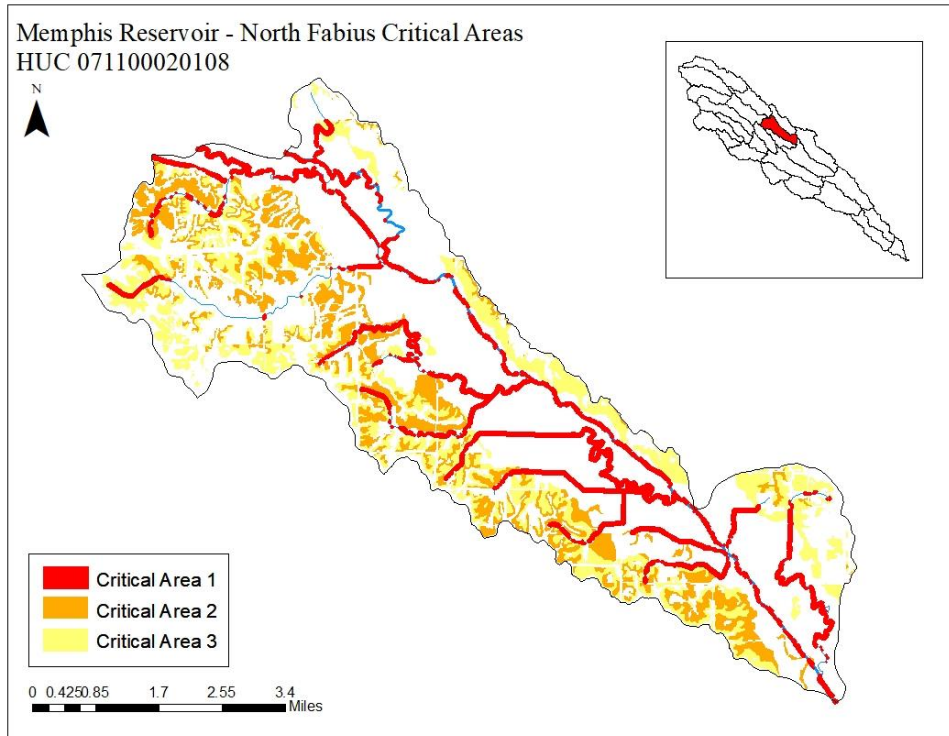 Memphis Reservoir - North Fabius Critical Areas
HUC 071100020108
N
Critical Area 1
Critical Area 2
Critical Area 3
0 0.4250.85 1.7 2.55 3.4
Miles